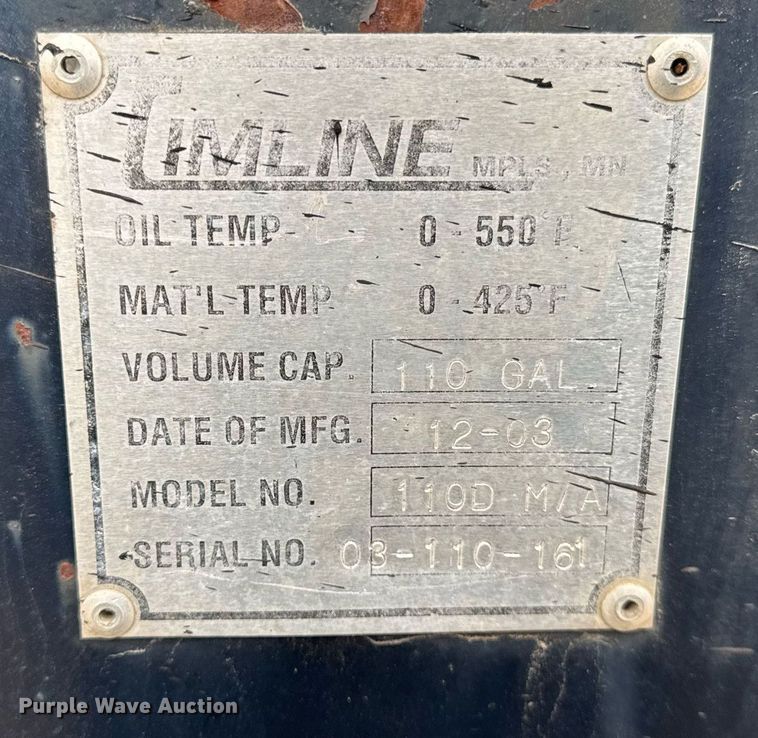 CIMLINE MPLS, MN
OIL TEMP 0 - 550°F
MAT'L TEMP 0 - 425°F
VOLUME CAP. 110 GAL.
DATE OF MFG. 12-03
MODEL NO. 110D M/A
SERIAL NO. 03-110-161
Purple Wave Auction